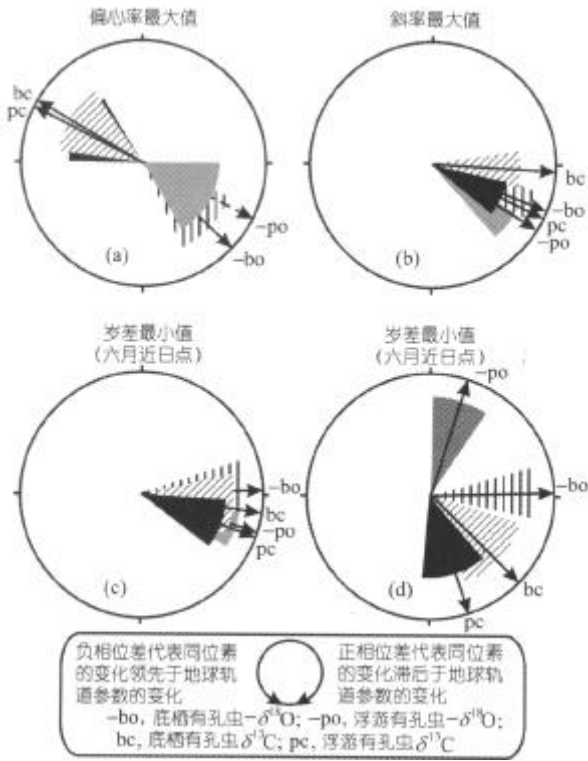 偏心率最大值
斜率最大值
bc
pc
-po
-bo
(a)
bc
-bo
pc
-po
(b)
岁差最小值
(六月近日点)
岁差最小值
(六月近日点)
-bo
bc
-po
pc
(c)
-po
-bo
bc
pc
(d)
负相位差代表同位素
的变化领先于地球轨
道参数的变化
正相位差代表同位素
的变化滞后于地球轨
道参数的变化
-bo, 底栖有孔虫-δ¹⁸O; -po, 浮游有孔虫-δ¹⁸O;
bc, 底栖有孔虫δ¹³C; pc, 浮游有孔虫δ¹³C